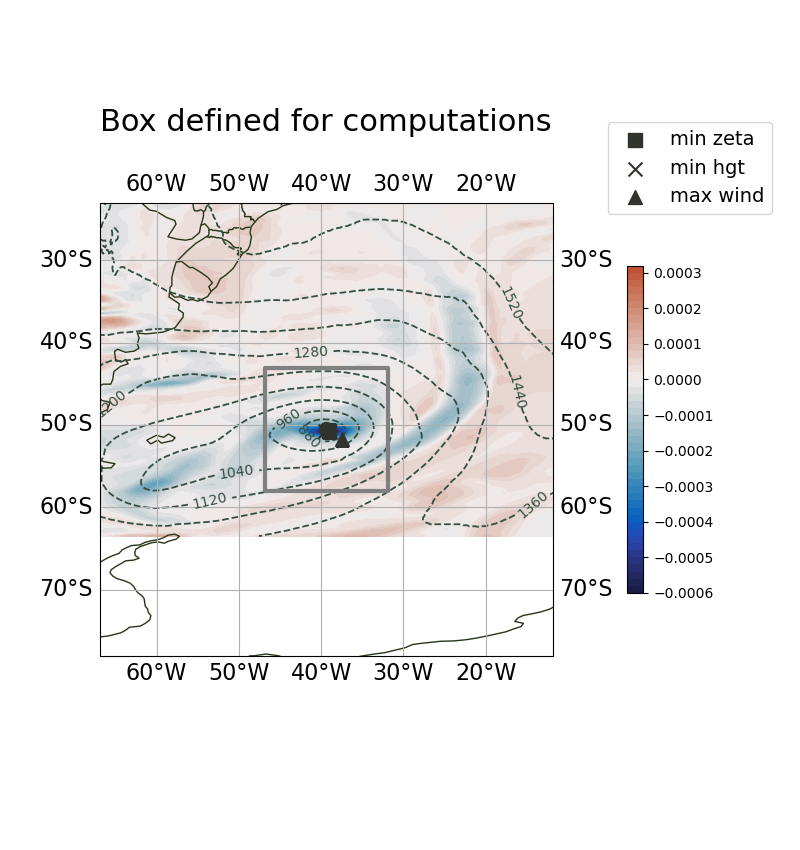 Box defined for computations
min zeta
min hgt
max wind
60°W 50°W 40°W 30°W 20°W
30°S 30°S
40°S 40°S
50°S 50°S
60°S 60°S
70°S 70°S
60°W 50°W 40°W 30°W 20°W
1520
1280
1440
1200
960
1040
1120
1360
0.0003
0.0002
0.0001
0.0000
−0.0001
−0.0002
−0.0003
−0.0004
−0.0005
−0.0006